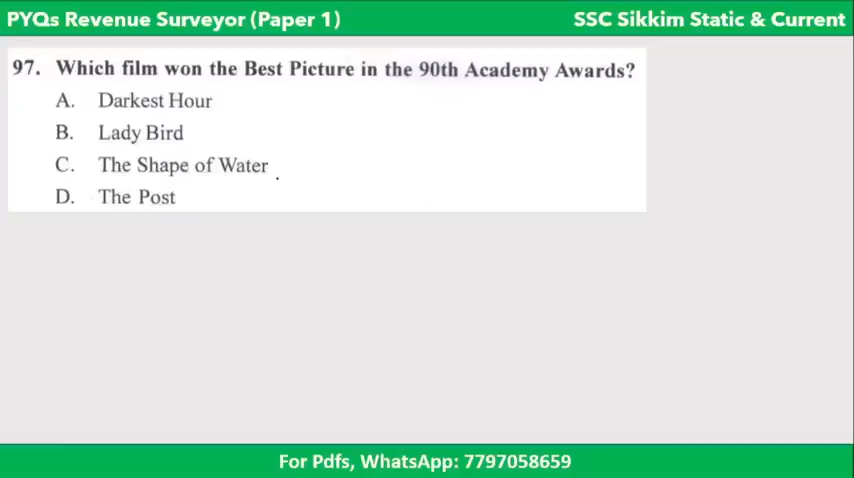 PYQs Revenue Surveyor (Paper 1) SSC Sikkim Static & Current
97. Which film won the Best Picture in the 90th Academy Awards?
A. Darkest Hour
B. Lady Bird
C. The Shape of Water
D. The Post
For Pdfs, WhatsApp: 7797058659